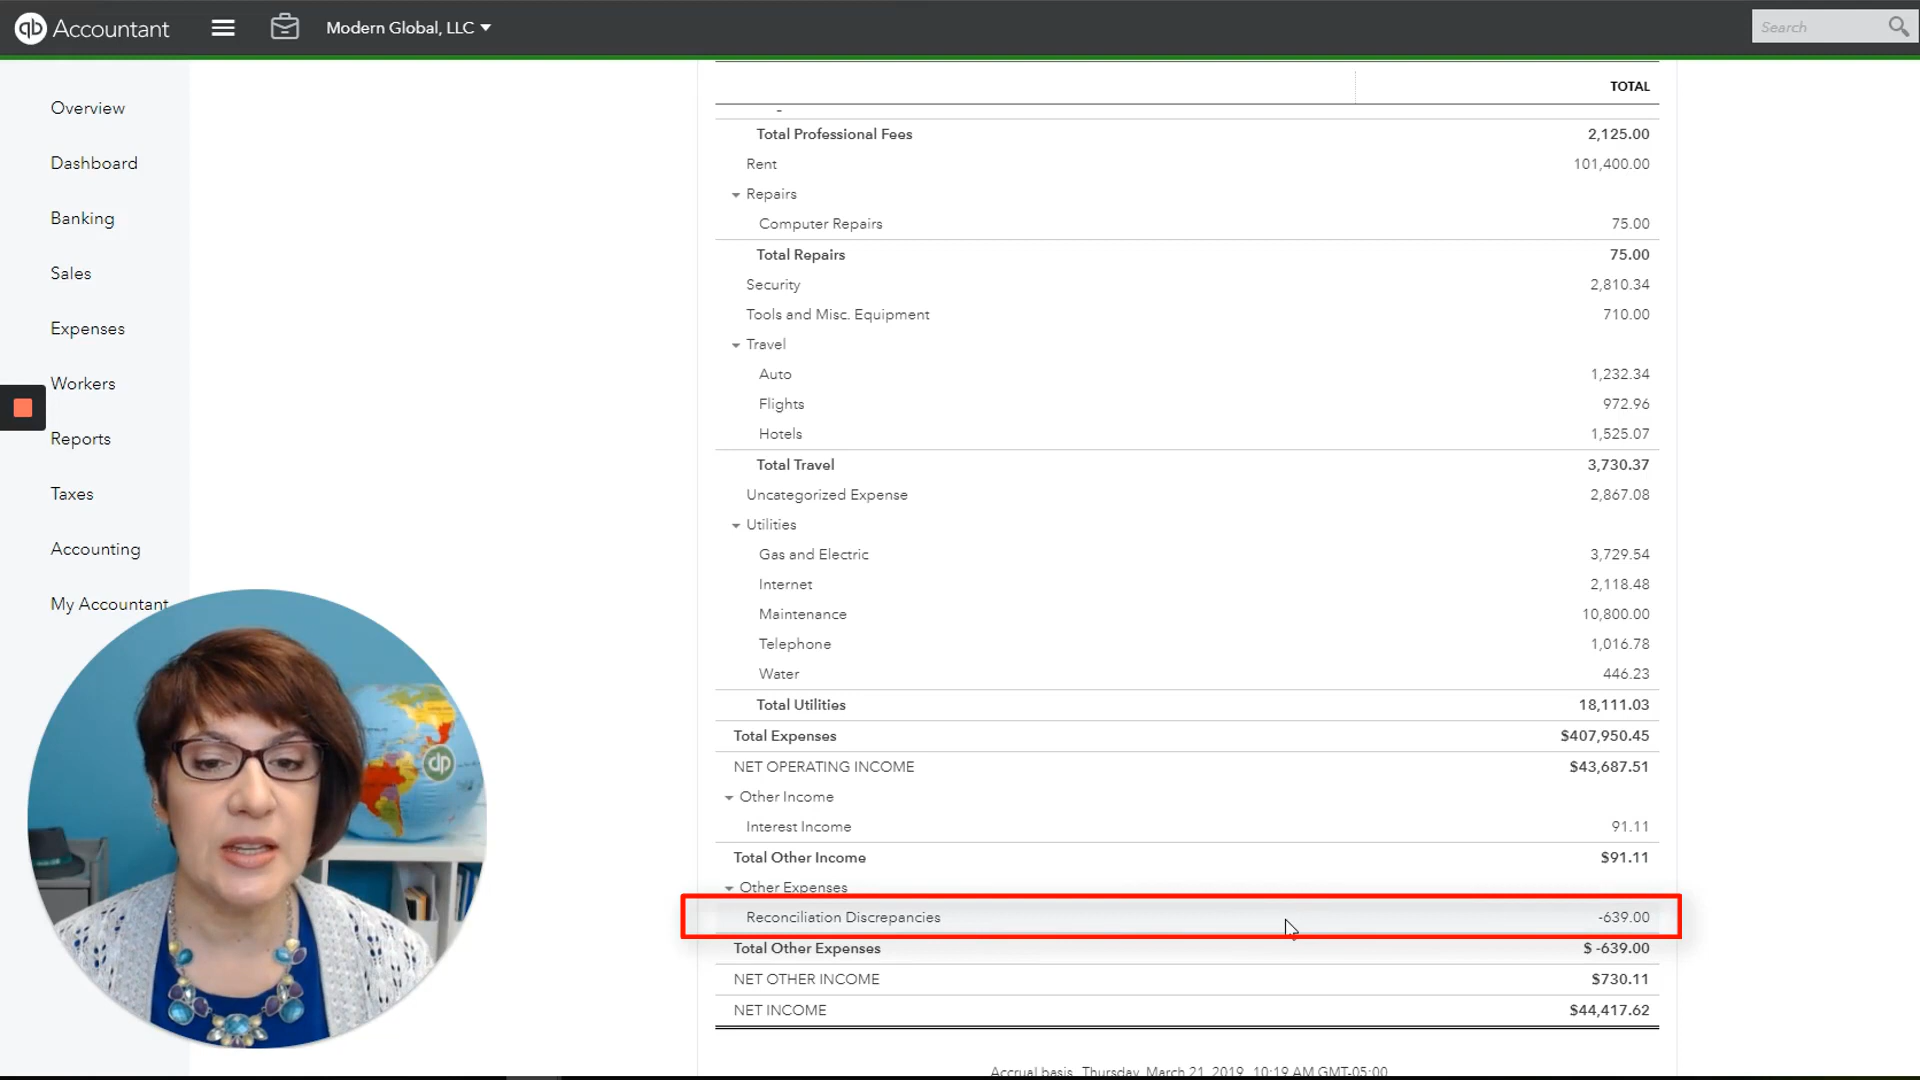 qb Accountant
Modern Global, LLC
Search
Overview
Dashboard
Banking
Sales
Expenses
Workers
Reports
Taxes
Accounting
My Accountant
TOTAL
Total Professional Fees 2,125.00
Rent 101,400.00
Repairs
Computer Repairs 75.00
Total Repairs 75.00
Security 2,810.34
Tools and Misc. Equipment 710.00
Travel
Auto 1,232.34
Flights 972.96
Hotels 1,525.07
Total Travel 3,730.37
Uncategorized Expense 2,867.08
Utilities
Gas and Electric 3,729.54
Internet 2,118.48
Maintenance 10,800.00
Telephone 1,016.78
Water 446.23
Total Utilities 18,111.03
Total Expenses $407,950.45
NET OPERATING INCOME $43,687.51
Other Income
Interest Income 91.11
Total Other Income $91.11
Other Expenses
Reconciliation Discrepancies -639.00
Total Other Expenses $ -639.00
NET OTHER INCOME $730.11
NET INCOME $44,417.62
Accrual basis Thursday, March 21, 2019 10:19 AM GMT-05:00